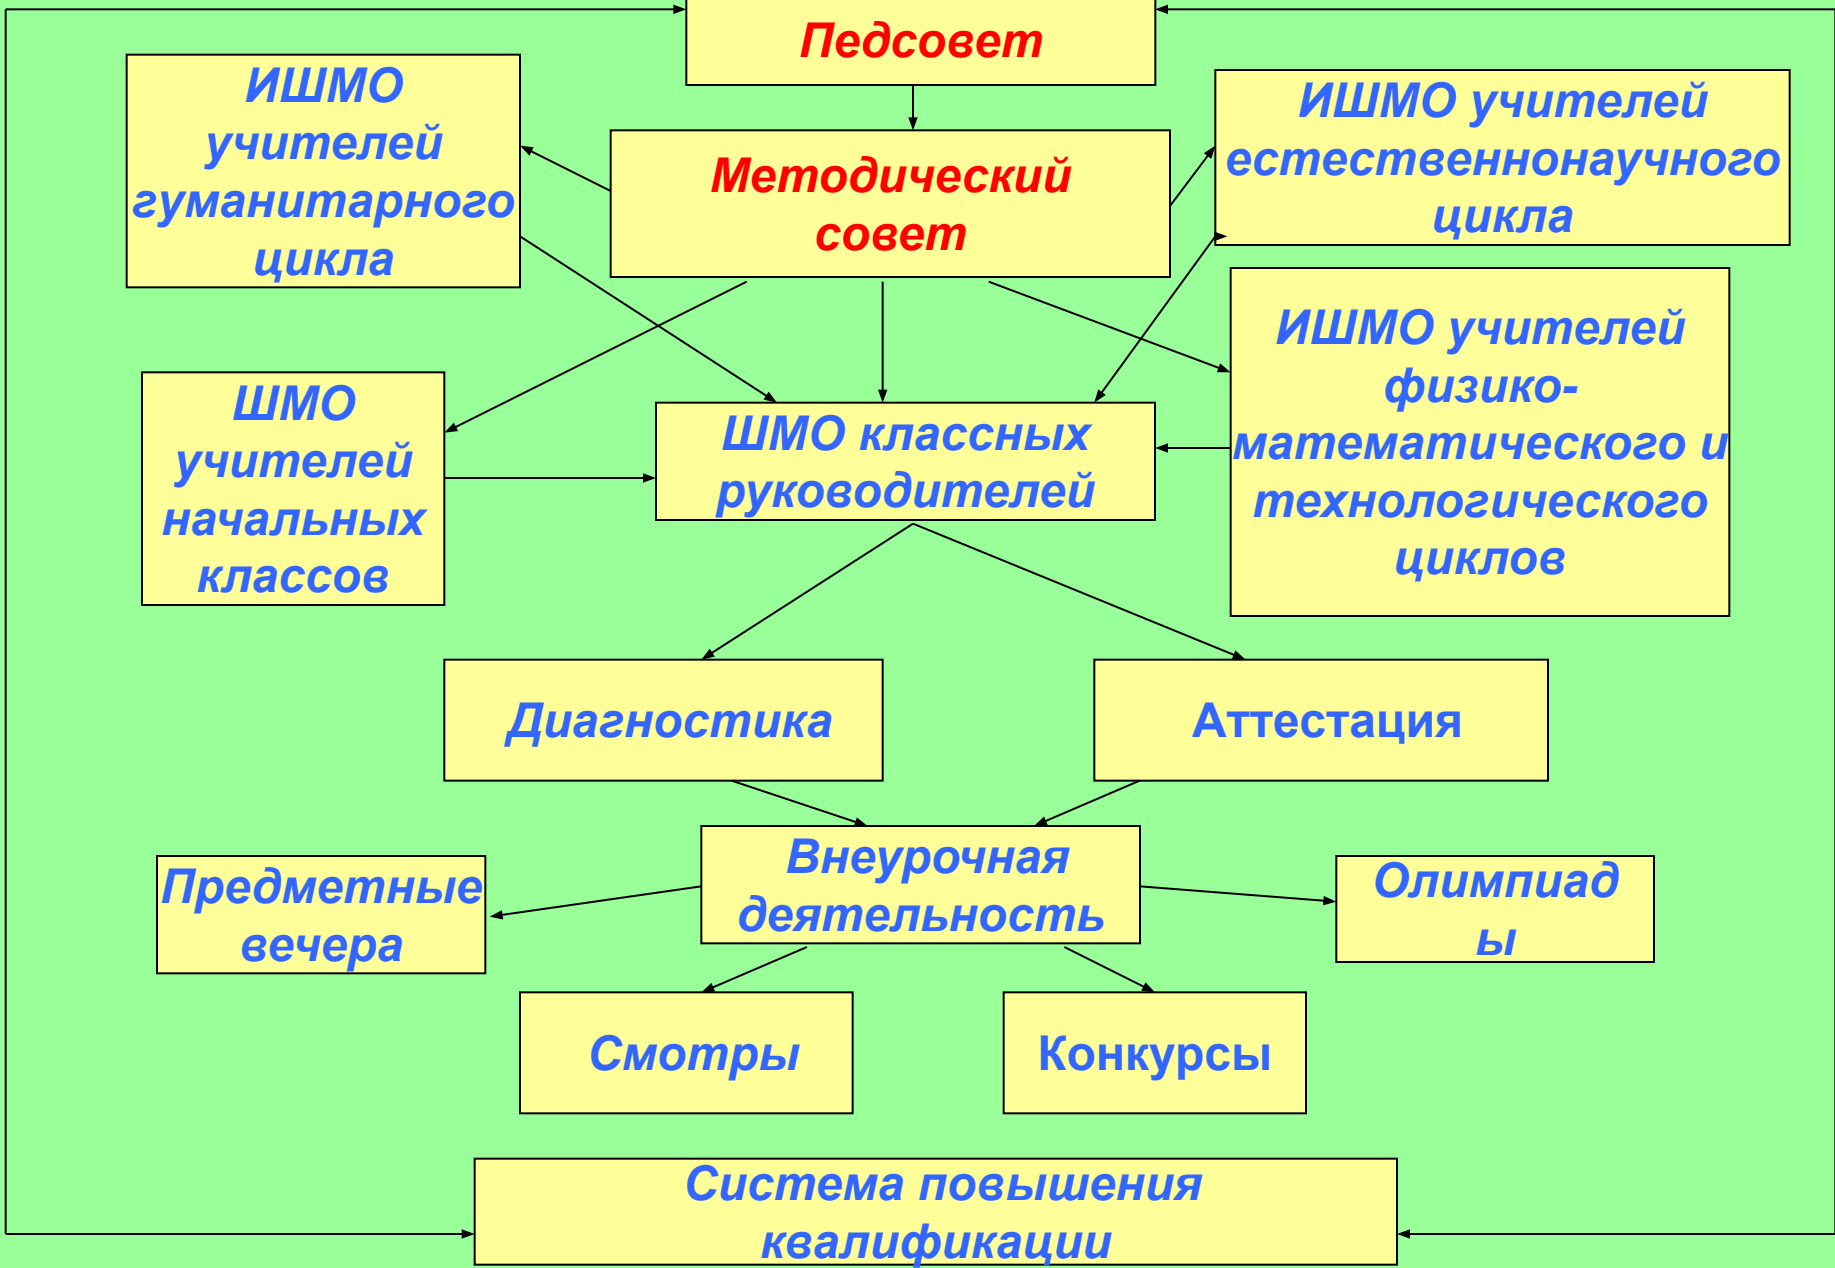 Педсовет
ИШМО
учителей
гуманитарного
цикла
Методический
совет
ИШМО учителей
естественнонаучного
цикла
ИШМО учителей
физико-
математического и
технологического
циклов
ШМО
учителей
начальных
классов
ШМО классных
руководителей
Диагностика
Аттестация
Внеурочная
деятельность
Предметные
вечера
Олимпиад
ы
Смотры
Конкурсы
Система повышения
квалификации